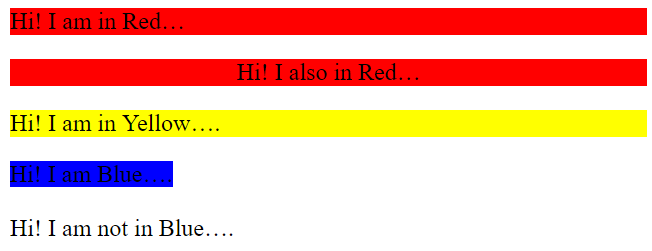 Hi! I am in Red…
Hi! I also in Red…
Hi! I am in Yellow….
Hi! I am Blue….
Hi! I am not in Blue….